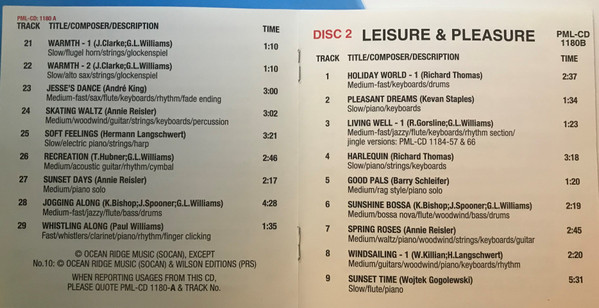 PML-CD: 1180 A
TRACK TITLE/COMPOSER/DESCRIPTION TIME
21 WARMTH - 1 (J.Clarke;G.L.Williams) 1:10
Slow/flugel horn/strings/glockenspiel
22 WARMTH - 2 (J.Clarke;G.L.Williams) 1:10
Slow/alto sax/strings/glockenspiel
23 JESSE'S DANCE (André King) 3:00
Medium-fast/sax/flute/keyboards/rhythm/fade ending
24 SKATING WALTZ (Annie Reisler) 3:02
Medium/woodwind/guitar/strings/keyboards/percussion
25 SOFT FEELINGS (Hermann Langschwert) 3:21
Slow/electric piano/strings/harp
26 RECREATION (T.Hubner;G.L.Williams) 2:46
Medium/acoustic guitar/rhythm/cymbal
27 SUNSET DAYS (Annie Reisler) 2:17
Medium/piano solo
28 JOGGING ALONG (K.Bishop;J.Spooner;G.L.Williams) 4:28
Medium-fast/jazzy/flute/bass/drums
29 WHISTLING ALONG (Paul Williams) 1:35
Fast/whistlers/clarinet/piano/rhythm/finger clicking
© OCEAN RIDGE MUSIC (SOCAN), EXCEPT
No.10: © OCEAN RIDGE MUSIC (SOCAN) & WILSON EDITIONS (PRS)
WHEN REPORTING USAGES FROM THIS CD,
PLEASE QUOTE PML-CD 1180-A & TRACK No.
DISC 2 LEISURE & PLEASURE PML-CD
1180B
TRACK TITLE/COMPOSER/DESCRIPTION TIME
1 HOLIDAY WORLD - 1 (Richard Thomas) 2:37
Medium-fast/keyboards/drums
2 PLEASANT DREAMS (Kevan Staples) 1:34
Slow/piano/keyboards
3 LIVING WELL - 1 (R.Gorsline;G.L.Williams) 1:23
Medium-fast/jazzy/flute/keyboards/rhythm section/
jingle versions: PML-CD 1184-57 & 66
4 HARLEQUIN (Richard Thomas) 3:18
Slow/piano/strings/keyboards
5 GOOD PALS (Barry Schleifer) 1:20
Medium/rag style/piano solo
6 SUNSHINE BOSSA (K.Bishop;J.Spooner;G.L.Williams) 2:19
Medium/bossa nova/flute/woodwind/bass/drums
7 SPRING ROSES (Annie Reisler) 2:45
Medium/waltz/piano/woodwind/strings/keyboards/guitar
8 WINDSAILING - 1 (W.Killian;H.Langschwert) 2:20
Medium/guitars/woodwind/piano/keyboards/rhythm
9 SUNSET TIME (Wojtek Gogolewski) 5:31
Slow/flute/piano